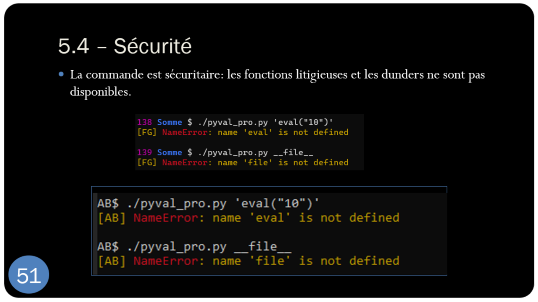 5.4 – Sécurité
• La commande est sécuritaire: les fonctions litigieuses et les dunders ne sont pas
disponibles.
138 Somme $ ./pyval_pro.py 'eval("10")'
[FG] NameError: name 'eval' is not defined
139 Somme $ ./pyval_pro.py __file__
[FG] NameError: name 'file' is not defined
AB$ ./pyval_pro.py 'eval("10")'
[AB] NameError: name 'eval' is not defined
AB$ ./pyval_pro.py __file__
[AB] NameError: name 'file' is not defined
51